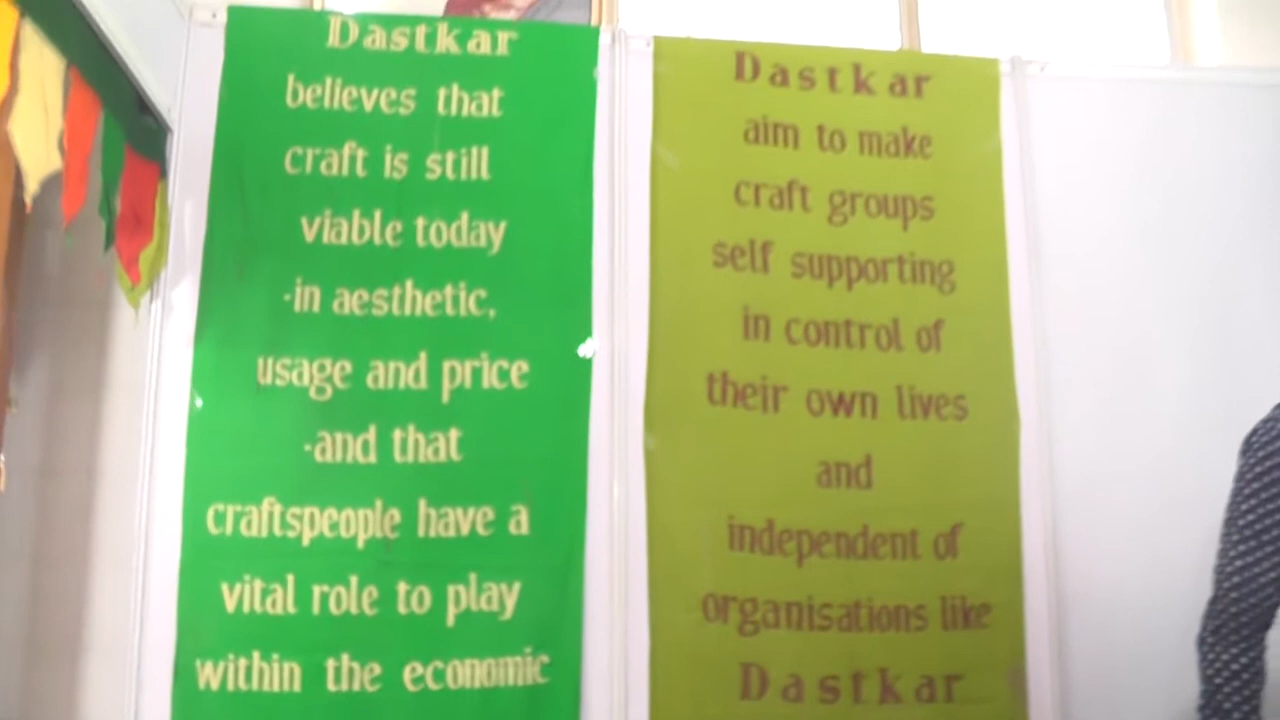 Dastkar
believes that
craft is still
viable today
-in aesthetic,
usage and price
-and that
craftspeople have a
vital role to play
within the economic
Dastkar
aim to make
craft groups
self supporting
in control of
their own lives
and
independent of
organisations like
Dastkar